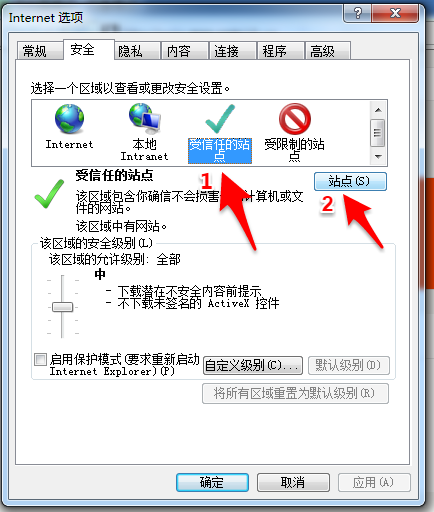 Internet 选项
常规 安全 隐私 内容 连接 程序 高级
选择一个区域以查看或更改安全设置。
Internet 本地 受信任的站 受限制的站
Intranet 点 点
受信任的站点
站点(S)
1
该区域包含你确信不会损害 计算机或文
件的网站。
2
该区域中有网站。
该区域的安全级别(L)
该区域的允许级别: 全部
中
- 下载潜在不安全内容前提示
- 不下载未签名的 ActiveX 控件
启用保护模式(要求重新启动
Internet Explorer)(P)
自定义级别(C)... 默认级别(D)
将所有区域重置为默认级别(R)
确定 取消 应用(A)